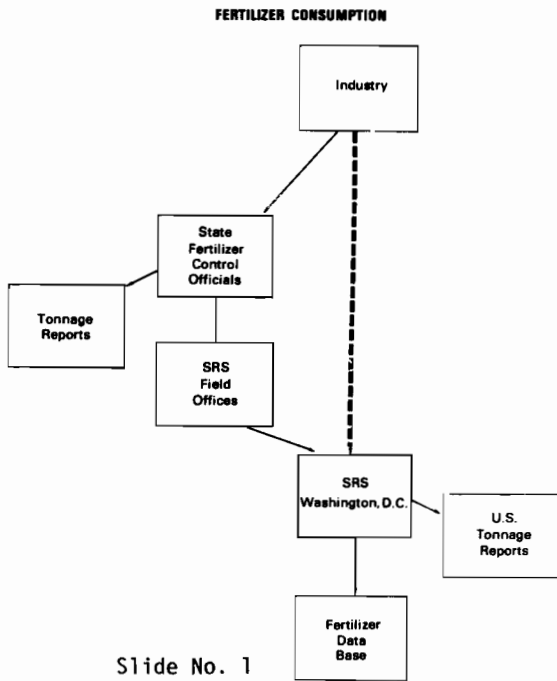 FERTILIZER CONSUMPTION
Industry
State
Fertilizer
Control
Officials
Tonnage
Reports
SRS
Field
Offices
SRS
Washington, D.C.
U.S.
Tonnage
Reports
Fertilizer
Data
Base
Slide No. 1